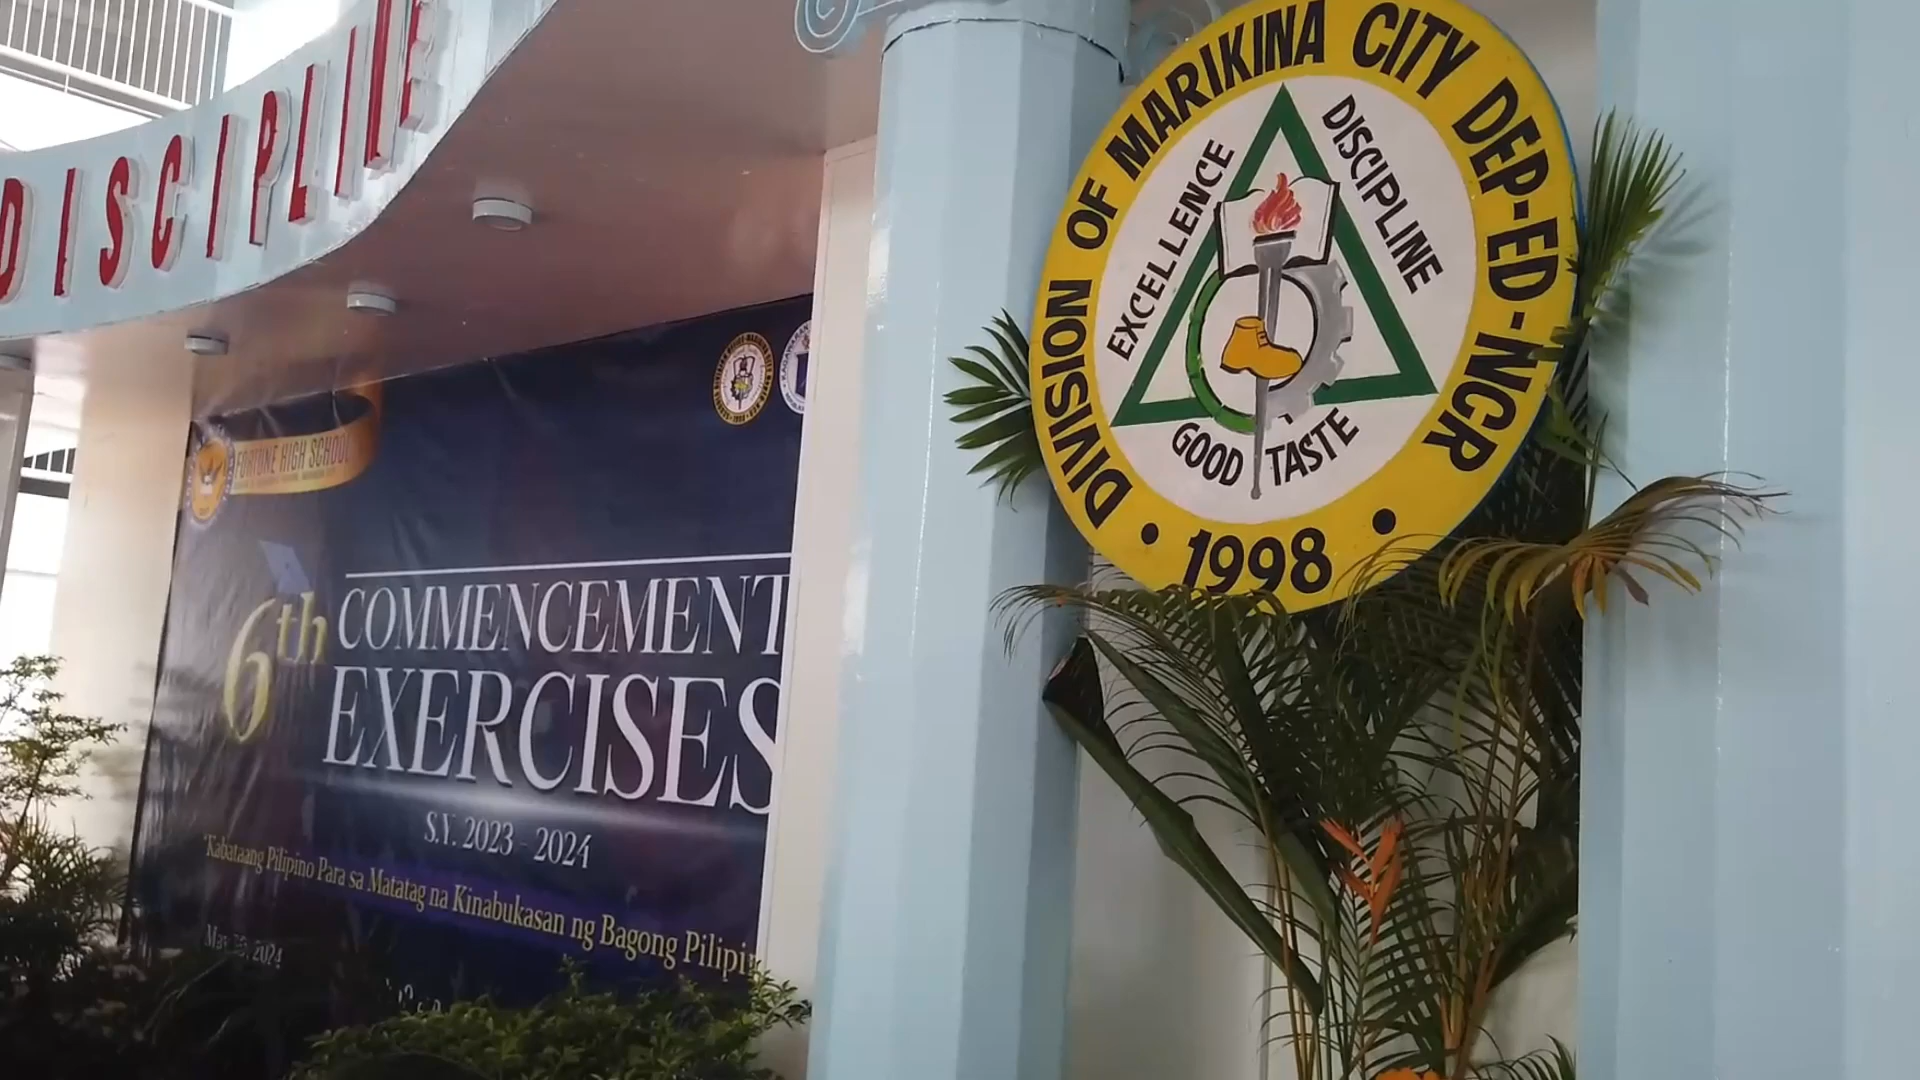 DISCIPLINE
FORTUNE HIGH SCHOOL
6th COMMENCEMENT
EXERCISES
S.Y. 2023 - 2024
"Kabataang Pilipino Para sa Matatag na Kinabukasan ng Bagong Pilipin
2024
DIVISION OF MARIKINA CITY DEP-ED-NCR
EXCELLENCE
DISCIPLINE
GOOD TASTE
• 1998 •